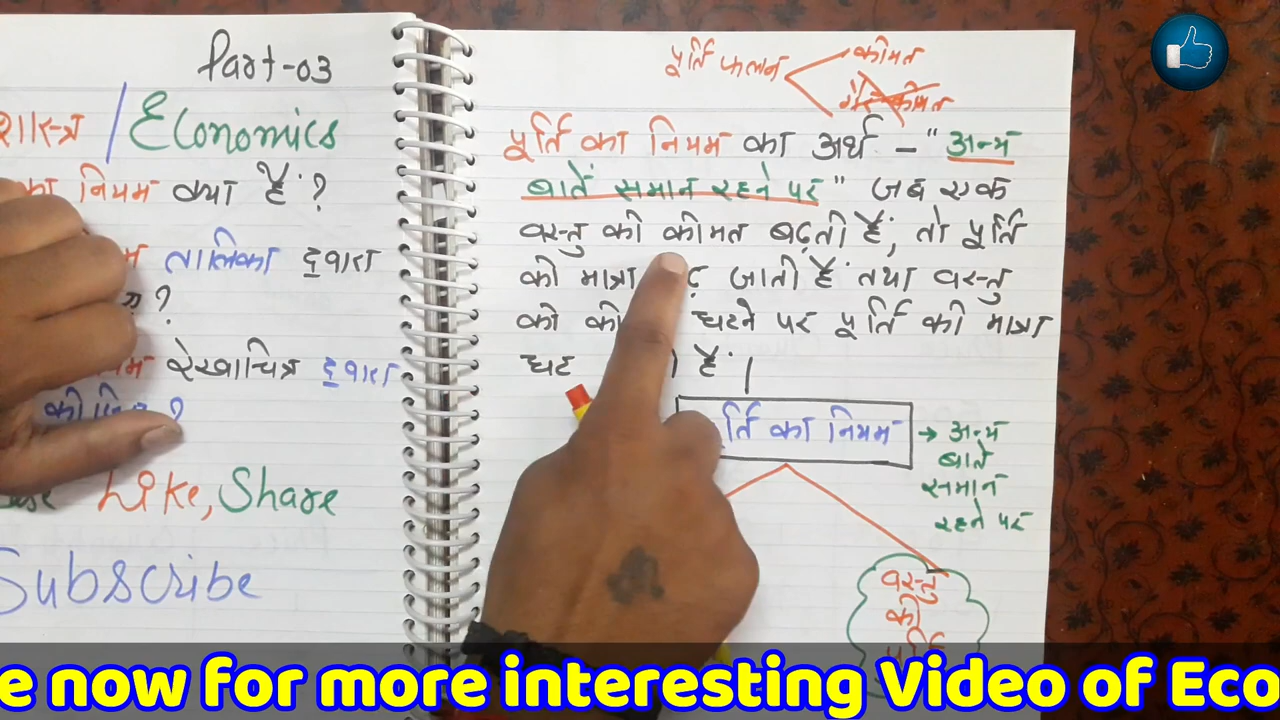 Part-03
शास्त्र / Economics
का नियम क्या है ?
तालिका द्वारा
?
रेखाचित्र द्वारा
कीजिए ?
Like, Share
Subscribe
पूर्ति फलन
कीमत
गैर कीमत
पूर्ति का नियम का अर्थ - " अन्य
बातें समान रहने पर " जब एक
वस्तु की कीमत बढ़ती हैं, तो पूर्ति
की मात्रा जाती हैं तथा वस्तु
की घटने पर पूर्ति की मात्रा
घट हैं |
का नियम
→ अन्य
बाते
समान
रहने पर
वस्तु
की
now for more interesting Video of